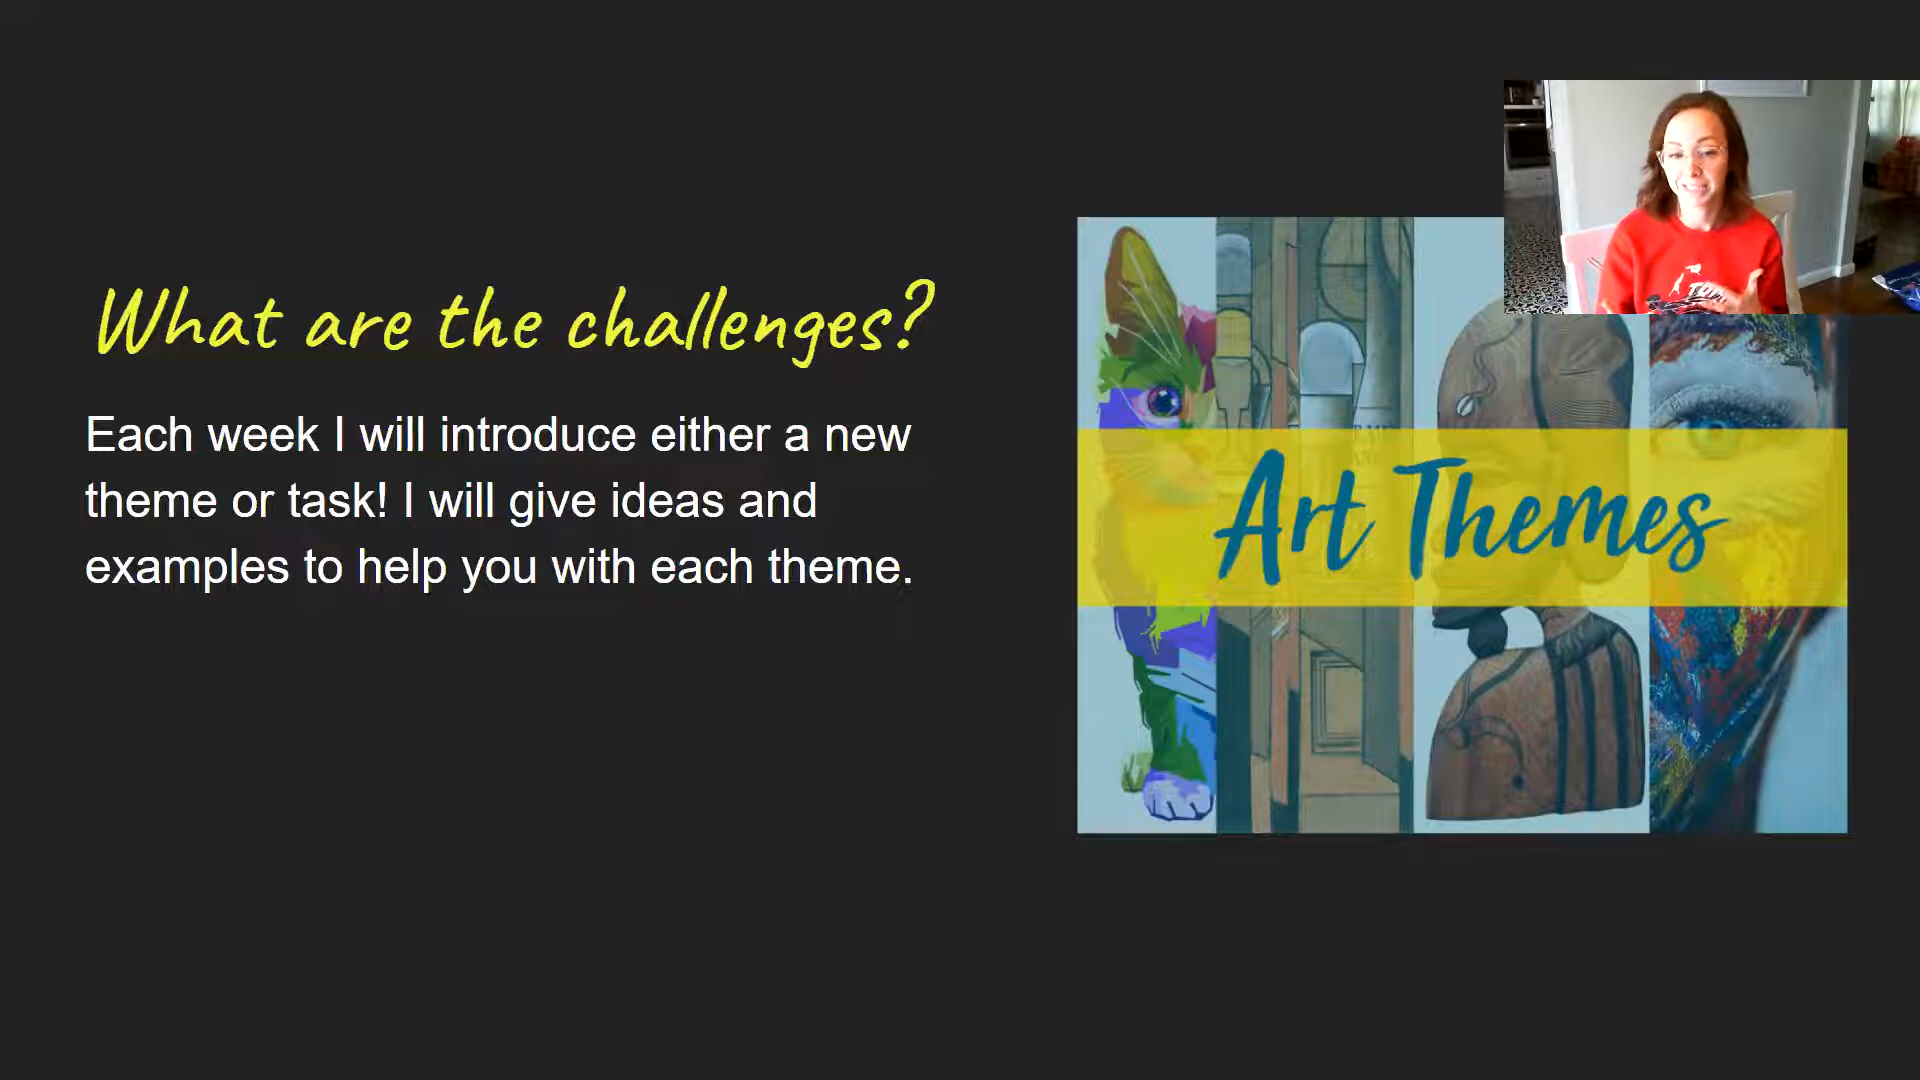 What are the challenges?
Each week I will introduce either a new
theme or task! I will give ideas and
examples to help you with each theme.
Art Themes